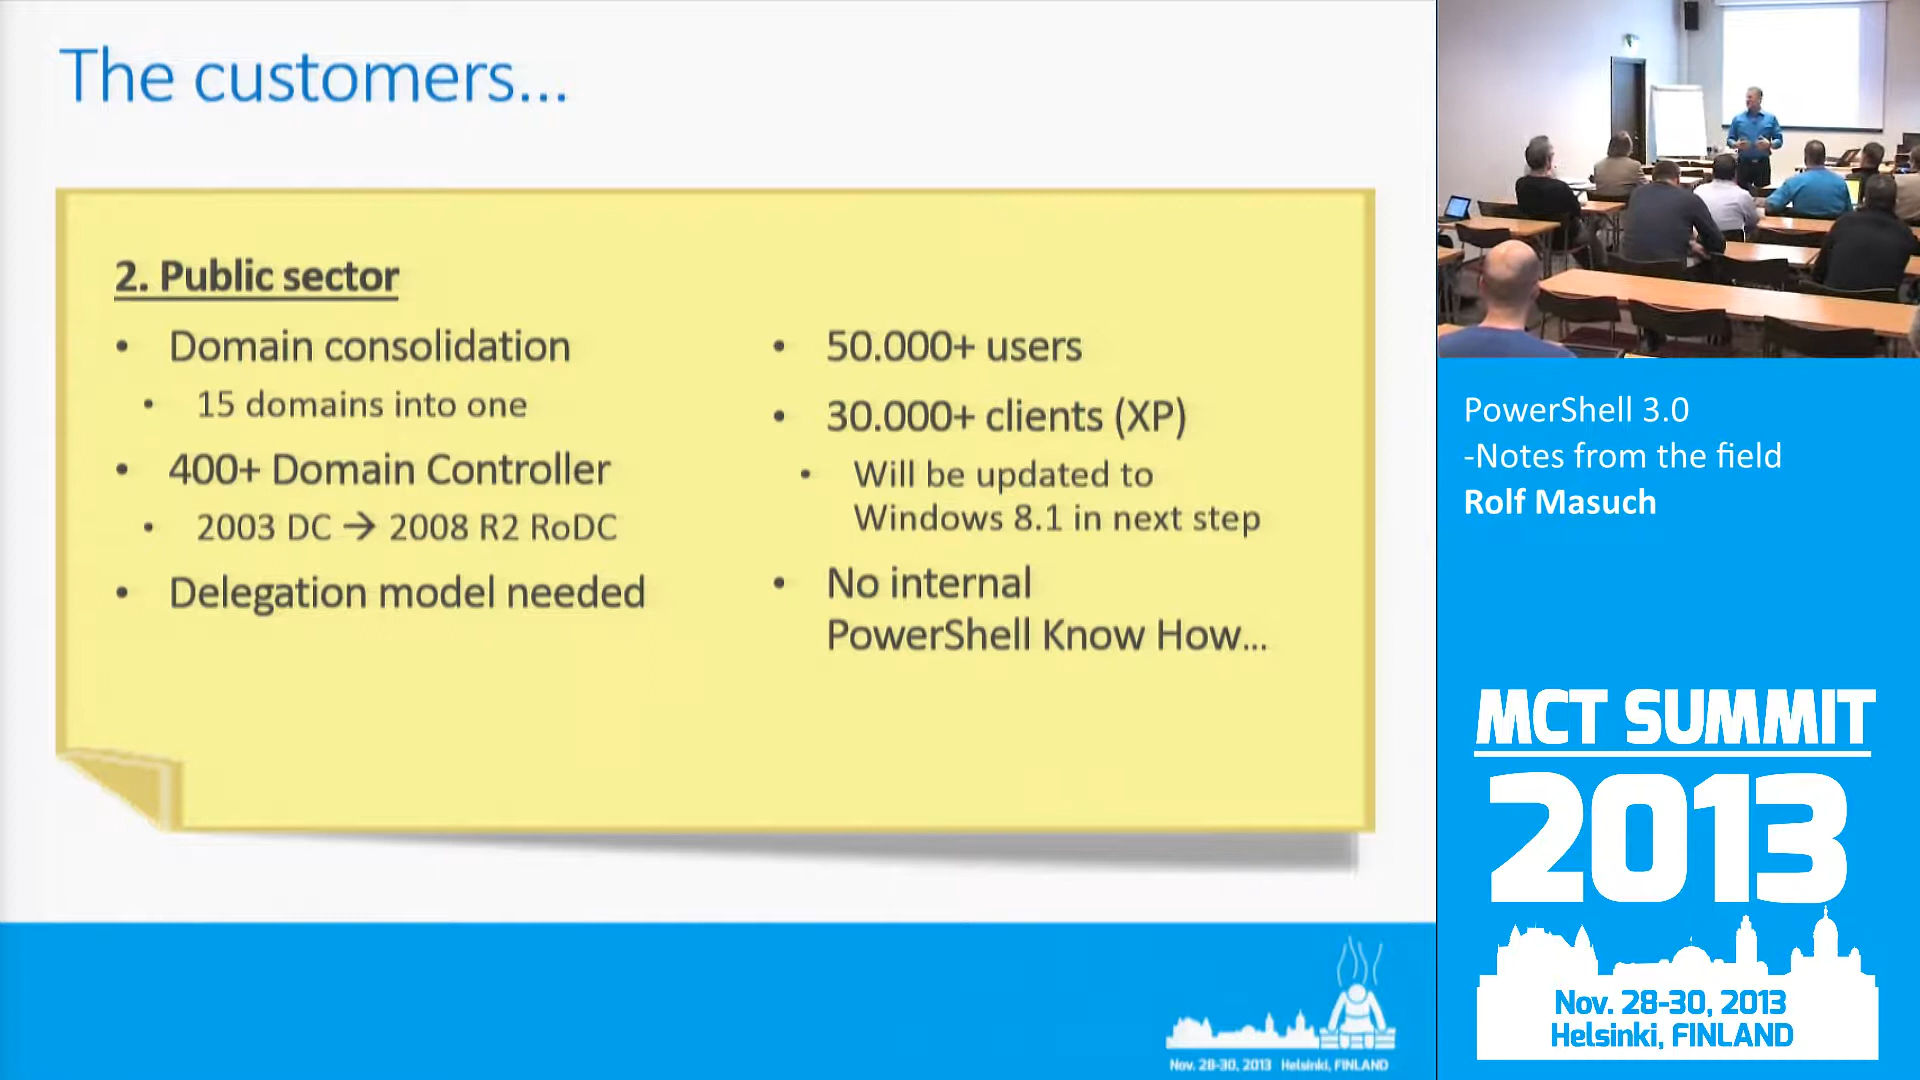 The customers...
2. Public sector
• Domain consolidation
• 15 domains into one
• 400+ Domain Controller
• 2003 DC → 2008 R2 RoDC
• Delegation model needed
• 50.000+ users
• 30.000+ clients (XP)
• Will be updated to
Windows 8.1 in next step
• No internal
PowerShell Know How...
Nov. 28-30, 2013 Helsinki, FINLAND
PowerShell 3.0
-Notes from the field
Rolf Masuch
MCT SUMMIT
2013
Nov. 28-30, 2013
Helsinki, FINLAND